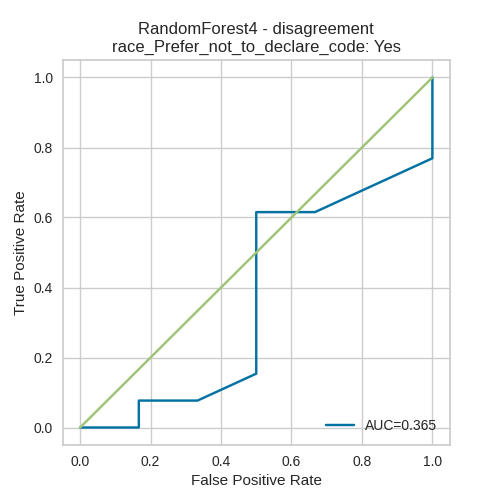 RandomForest4 - disagreement
race_Prefer_not_to_declare_code: Yes
True Positive Rate
1.0
0.8
0.6
0.4
0.2
0.0
AUC=0.365
0.0 0.2 0.4 0.6 0.8 1.0
False Positive Rate